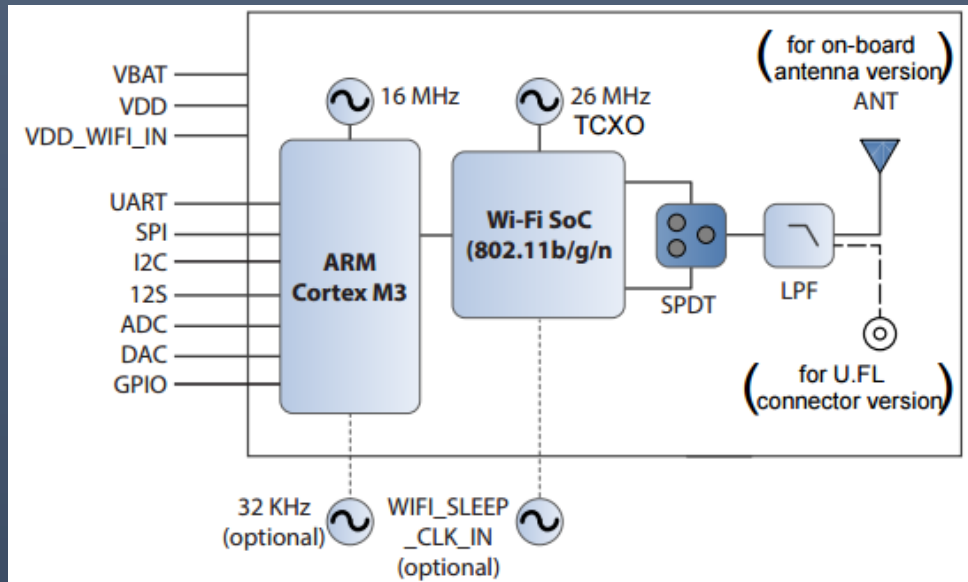 (for on-board
antenna version)
ANT
VBAT
VDD
VDD_WIFI_IN
16 MHz
26 MHz
TCXO
UART
SPI
I2C
12S
ADC
DAC
GPIO
ARM
Cortex M3
Wi-Fi SoC
(802.11b/g/n
SPDT
LPF
(for U.FL
connector version)
32 KHz
(optional)
WIFI_SLEEP
_CLK_IN
(optional)